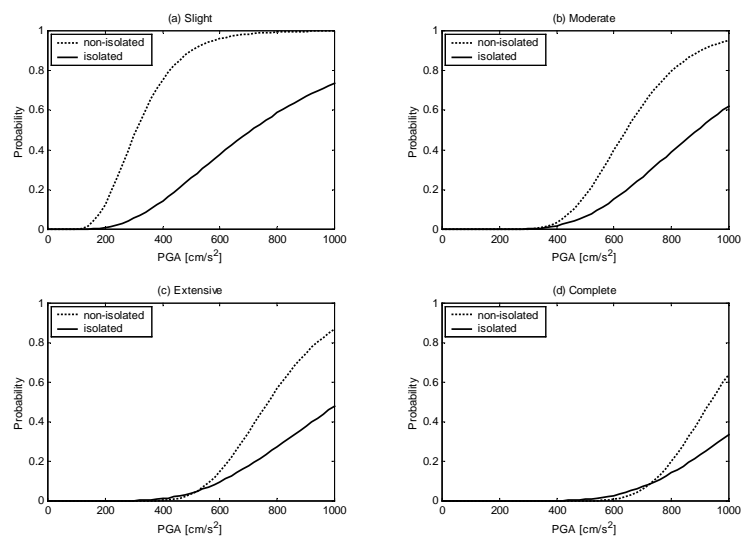 (a) Slight
non-isolated
isolated
Probability
1
0.8
0.6
0.4
0.2
0
0 200 400 600 800 1000
PGA [cm/s²]
(b) Moderate
non-isolated
isolated
Probability
1
0.8
0.6
0.4
0.2
0
0 200 400 600 800 1000
PGA [cm/s²]
(c) Extensive
non-isolated
isolated
Probability
1
0.8
0.6
0.4
0.2
0
0 200 400 600 800 1000
PGA [cm/s²]
(d) Complete
non-isolated
isolated
Probability
1
0.8
0.6
0.4
0.2
0
0 200 400 600 800 1000
PGA [cm/s²]